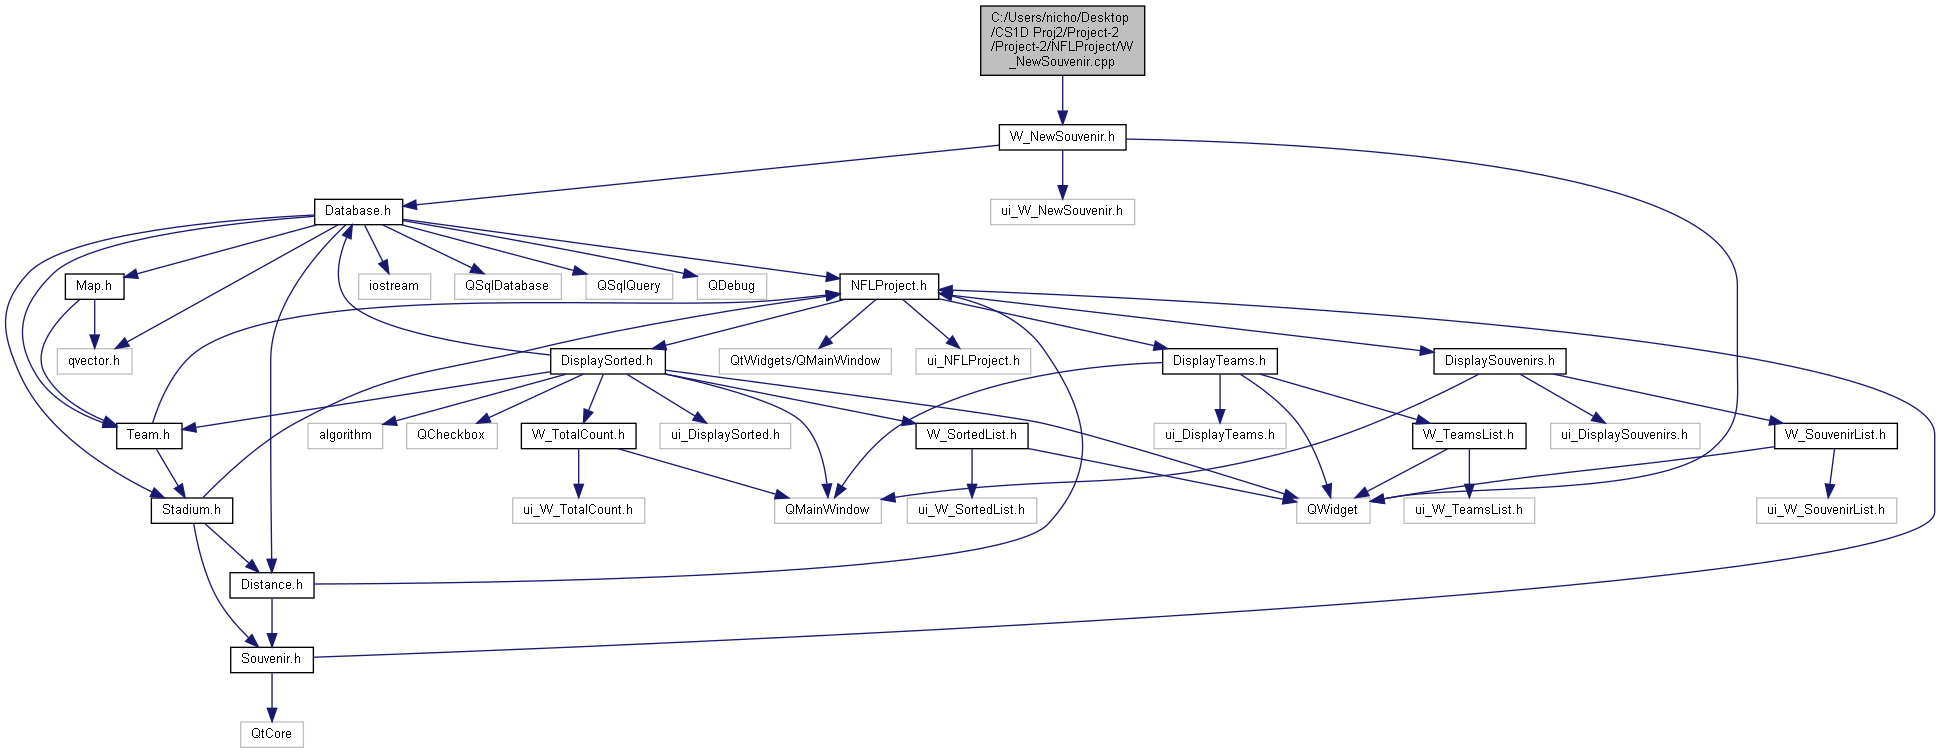 C:/Users/nicho/Desktop
/CS1D Proj2/Project-2
/Project-2/NFLProject/W
_NewSouvenir.cpp
W_NewSouvenir.h
Database.h
ui_W_NewSouvenir.h
Map.h
iostream
QSqlDatabase
QSqlQuery
QDebug
NFLProject.h
qvector.h
DisplaySorted.h
QtWidgets/QMainWindow
ui_NFLProject.h
DisplayTeams.h
DisplaySouvenirs.h
Team.h
algorithm
QCheckbox
W_TotalCount.h
ui_DisplaySorted.h
W_SortedList.h
ui_DisplayTeams.h
W_TeamsList.h
ui_DisplaySouvenirs.h
W_SouvenirList.h
Stadium.h
ui_W_TotalCount.h
QMainWindow
ui_W_SortedList.h
QWidget
ui_W_TeamsList.h
ui_W_SouvenirList.h
Distance.h
Souvenir.h
QtCore